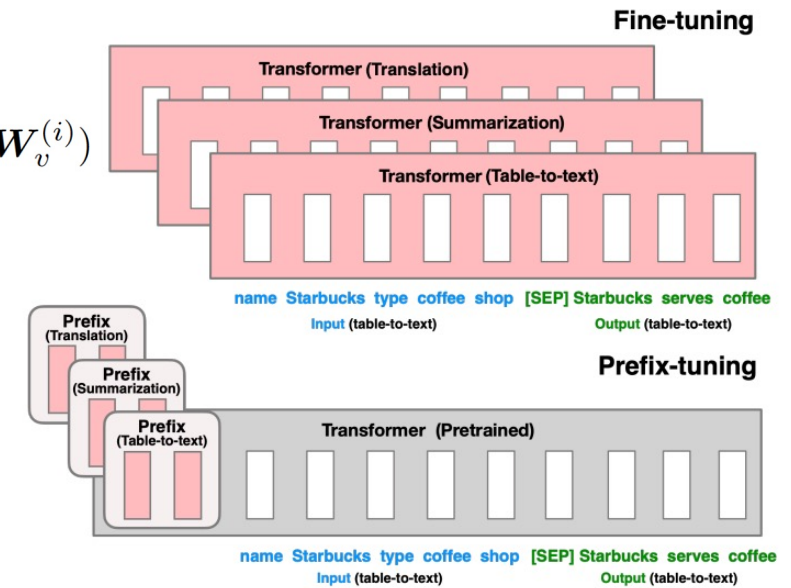 Fine-tuning
Transformer (Translation)
Transformer (Summarization)
W_v^{(i)})
Transformer (Table-to-text)
name Starbucks type coffee shop [SEP] Starbucks serves coffee
Input (table-to-text) Output (table-to-text)
Prefix-tuning
Prefix
(Translation)
Prefix
(Summarization)
Prefix
(Table-to-text)
Transformer (Pretrained)
name Starbucks type coffee shop [SEP] Starbucks serves coffee
Input (table-to-text) Output (table-to-text)